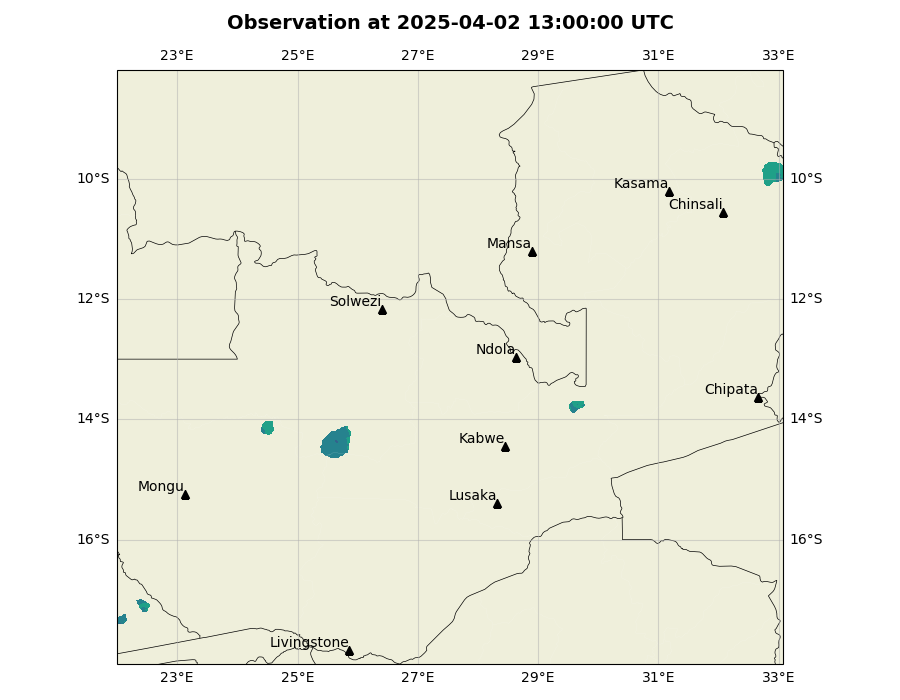 Observation at 2025-04-02 13:00:00 UTC
23°E 25°E 27°E 29°E 31°E 33°E
10°S 10°S
Kasama
Chinsali
Mansa
12°S 12°S
Solwezi
Ndola
Chipata
14°S 14°S
Kabwe
Mongu
Lusaka
16°S 16°S
Livingstone
23°E 25°E 27°E 29°E 31°E 33°E